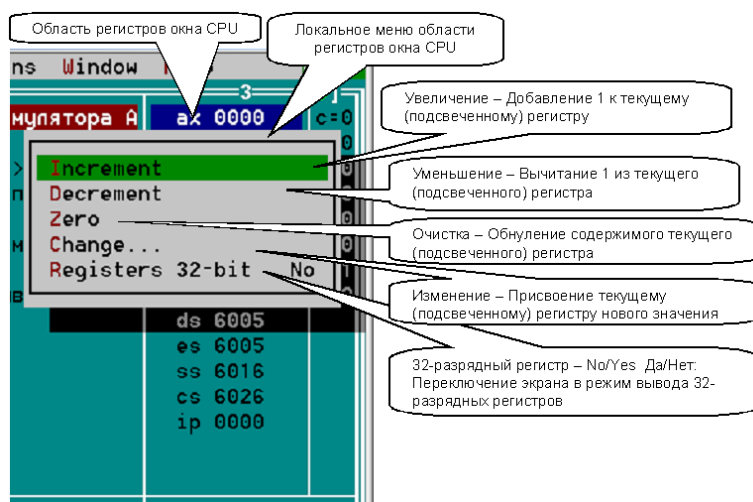 Область регистров окна CPU
Локальное меню области
регистров окна CPU
ns Window
3
мулятора А
ax 0000
c=0
Увеличение – Добавление 1 к текущему
(подсвеченному) регистру
Increment
Decrement
Zero
Change...
Registers 32-bit No
Уменьшение – Вычитание 1 из текущего
(подсвеченного) регистра
Очистка – Обнуление содержимого текущего
(подсвеченного) регистра
Изменение – Присвоение текущему
(подсвеченному) регистру нового значения
32-разрядный регистр – No/Yes Да/Нет:
Переключение экрана в режим вывода 32-
разрядных регистров
ds 6005
es 6005
ss 6016
cs 6026
ip 0000